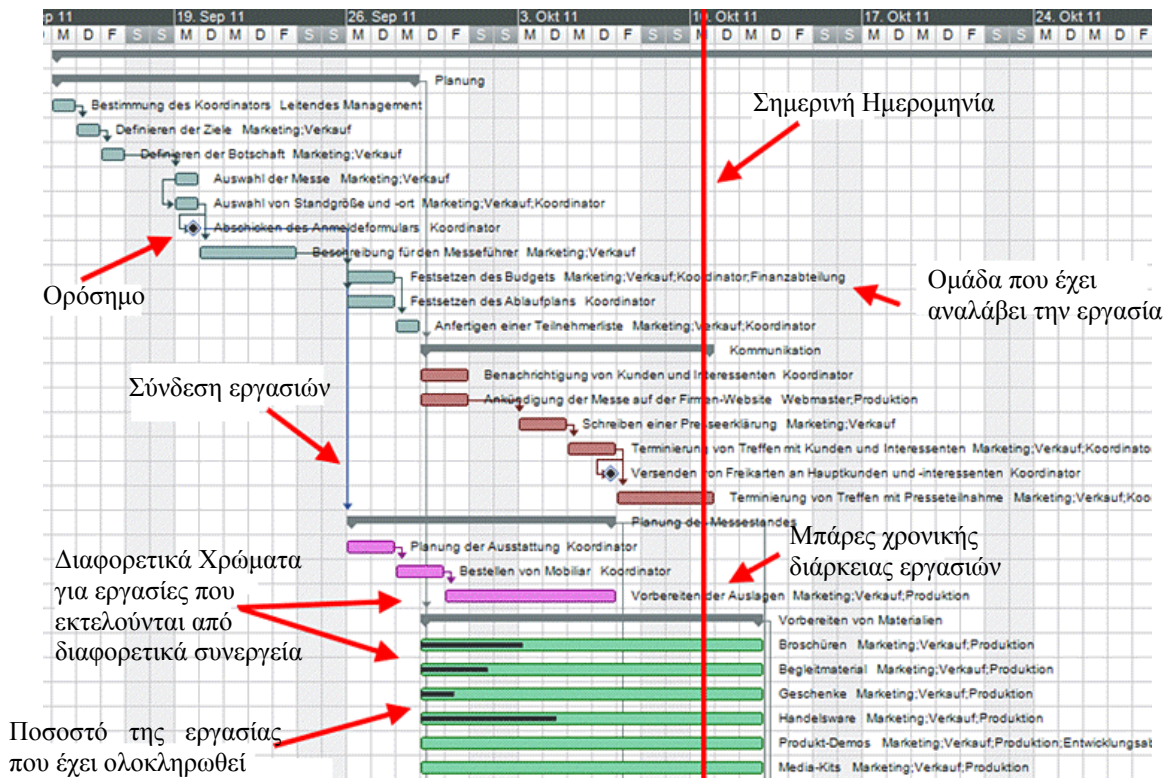 p 11 19. Sep 11 26. Sep 11 3. Okt 11 10. Okt 11 17. Okt 11 24. Okt 11
M D F S S M D M D F S S M D M D F S S M D M D F S S M D M D F S S M D M D F S S M D M D F
Planung
Bestimmung des Koordinators Leitendes Management
Σημερινή Ημερομηνία
Definieren der Ziele Marketing;Verkauf
Definieren der Botschaft Marketing;Verkauf
Auswahl der Messe Marketing;Verkauf
Auswahl von Standgröße und -ort Marketing;Verkauf;Koordinator
Abschicken des Anmeldeformulars Koordinator
Beschreibung für den Messeführer Marketing;Verkauf
Ορόσημο
Festsetzen des Budgets Marketing;Verkauf;Koordinator;Finanzabteilung
Ομάδα που έχει
αναλάβει την εργασία
Festsetzen des Ablaufplans Koordinator
Anfertigen einer Teilnehmerliste Marketing;Verkauf;Koordinator
Kommunikation
Σύνδεση εργασιών
Benachrichtigung von Kunden und Interessenten Koordinator
Ankündigung der Messe auf der Firmen-Website Webmaster;Produktion
Schreiben einer Presseerklärung Marketing;Verkauf
Terminierung von Treffen mit Kunden und Interessenten Marketing;Verkauf;Koordinato
Versenden von Freikarten an Hauptkunden und -interessenten Koordinator
Terminierung von Treffen mit Presseteilnahme Marketing;Verkauf;Koo
Planung des Messestandes
Μπάρες χρονικής
διάρκειας εργασιών
Planung der Ausstattung Koordinator
Bestellen von Mobiliar Koordinator
Vorbereiten der Auslagen Marketing;Verkauf;Produktion
Διαφορετικά Χρώματα
για εργασίες που
εκτελούνται από
διαφορετικά συνεργεία
Vorbereiten von Materialien
Broschüren Marketing;Verkauf;Produktion
Begleitmaterial Marketing;Verkauf;Produktion
Geschenke Marketing;Verkauf;Produktion
Handelsware Marketing;Verkauf;Produktion
Ποσοστό της εργασίας
που έχει ολοκληρωθεί
Produkt-Demos Marketing;Verkauf;Produktion;Entwicklungsab
Media-Kits Marketing;Verkauf;Produktion